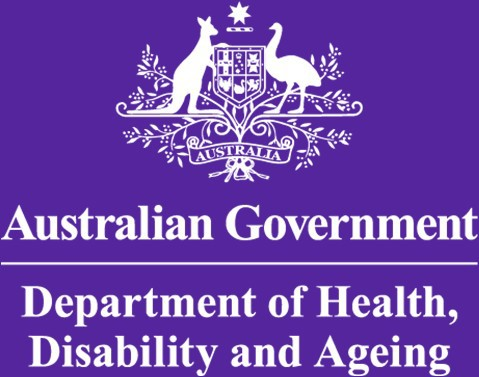 AUSTRALIA
Australian Government
Department of Health,
Disability and Ageing